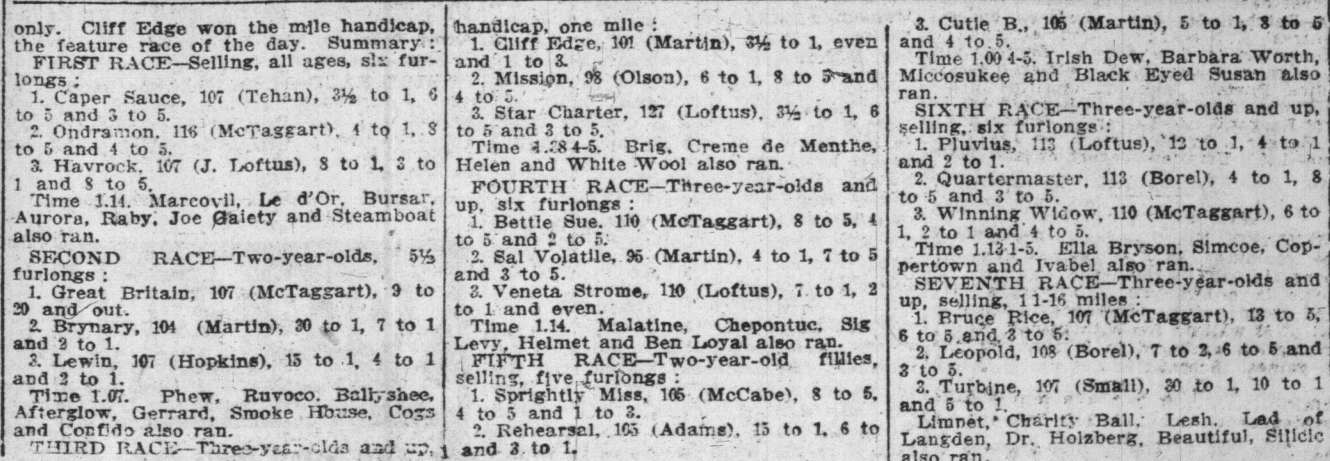 only. Cliff Edge won the mile handicap,
the feature race of the day. Summary:
FIRST RACE—Selling, all ages, six fur-
longs:
1. Caper Sauce, 107 (Tehan), 3½ to 1, 6
to 5 and 3 to 5.
2. Ondramon, 116 (McTaggart), 4 to 1, 8
to 5 and 4 to 5.
3. Havrock, 107 (J. Loftus), 8 to 1, 3 to
1 and 8 to 5.
Time 1.14. Marcovil, Le d'Or, Bursar,
Aurora, Raby, Joe Gaiety and Steamboat
also ran.
SECOND RACE—Two-year-olds, 5½
furlongs:
1. Great Britain, 107 (McTaggart), 9 to
20 and out.
2. Brynary, 104 (Martin), 30 to 1, 7 to 1
and 2 to 1.
3. Lewin, 107 (Hopkins), 15 to 1, 4 to 1
and 2 to 1.
Time 1.07. Phew, Ruvoco, Ballyshee,
Afterglow, Gerrard, Smoke House, Cogs
and Confido also ran.
THIRD RACE—Three-year-olds and up,
handicap, one mile:
1. Cliff Edge, 101 (Martin), 3½ to 1, even
and 1 to 3.
2. Mission, 98 (Olson), 6 to 1, 8 to 5 and
4 to 5.
3. Star Charter, 127 (Loftus), 3½ to 1, 6
to 5 and 3 to 5.
Time 1.38 4-5. Brig, Creme de Menthe,
Helen and White Wool also ran.
FOURTH RACE—Three-year-olds and
up, six furlongs:
1. Bettie Sue, 110 (McTaggart), 8 to 5, 4
to 5 and 2 to 5.
2. Sal Volatile, 95 (Martin), 4 to 1, 7 to 5
and 3 to 5.
3. Veneta Strome, 110 (Loftus), 7 to 1, 2
to 1 and even.
Time 1.14. Malatine, Chepontuc, Sig
Levy, Helmet and Ben Loyal also ran.
FIFTH RACE—Two-year-old fillies,
selling, five furlongs:
1. Sprightly Miss, 105 (McCabe), 8 to 5,
4 to 5 and 1 to 3.
2. Rehearsal, 105 (Adams), 15 to 1, 6 to
and 3 to 1.
3. Cutie B., 105 (Martin), 5 to 1, 8 to 5
and 4 to 5.
Time 1.00 4-5. Irish Dew, Barbara Worth,
Miccosukee and Black Eyed Susan also
ran.
SIXTH RACE—Three-year-olds and up,
selling, six furlongs:
1. Pluvius, 113 (Loftus), 12 to 1, 4 to 1
and 2 to 1.
2. Quartermaster, 113 (Borel), 4 to 1, 8
to 5 and 3 to 5.
3. Winning Widow, 110 (McTaggart), 6 to
1, 2 to 1 and 4 to 5.
Time 1.13 1-5. Ella Bryson, Simcoe, Cop-
pertown and Ivabel also ran.
SEVENTH RACE—Three-year-olds and
up, selling, 1 1-16 miles:
1. Bruce Rice, 107 (McTaggart), 13 to 5,
6 to 5 and 3 to 5.
2. Leopold, 108 (Borel), 7 to 2, 6 to 5 and
3 to 5.
3. Turbine, 107 (Small), 30 to 1, 10 to 1
and 5 to 1.
Limpet, Charity Ball, Lesh, Lad of
Langden, Dr. Holzberg, Beautiful, Silicic
also ran.